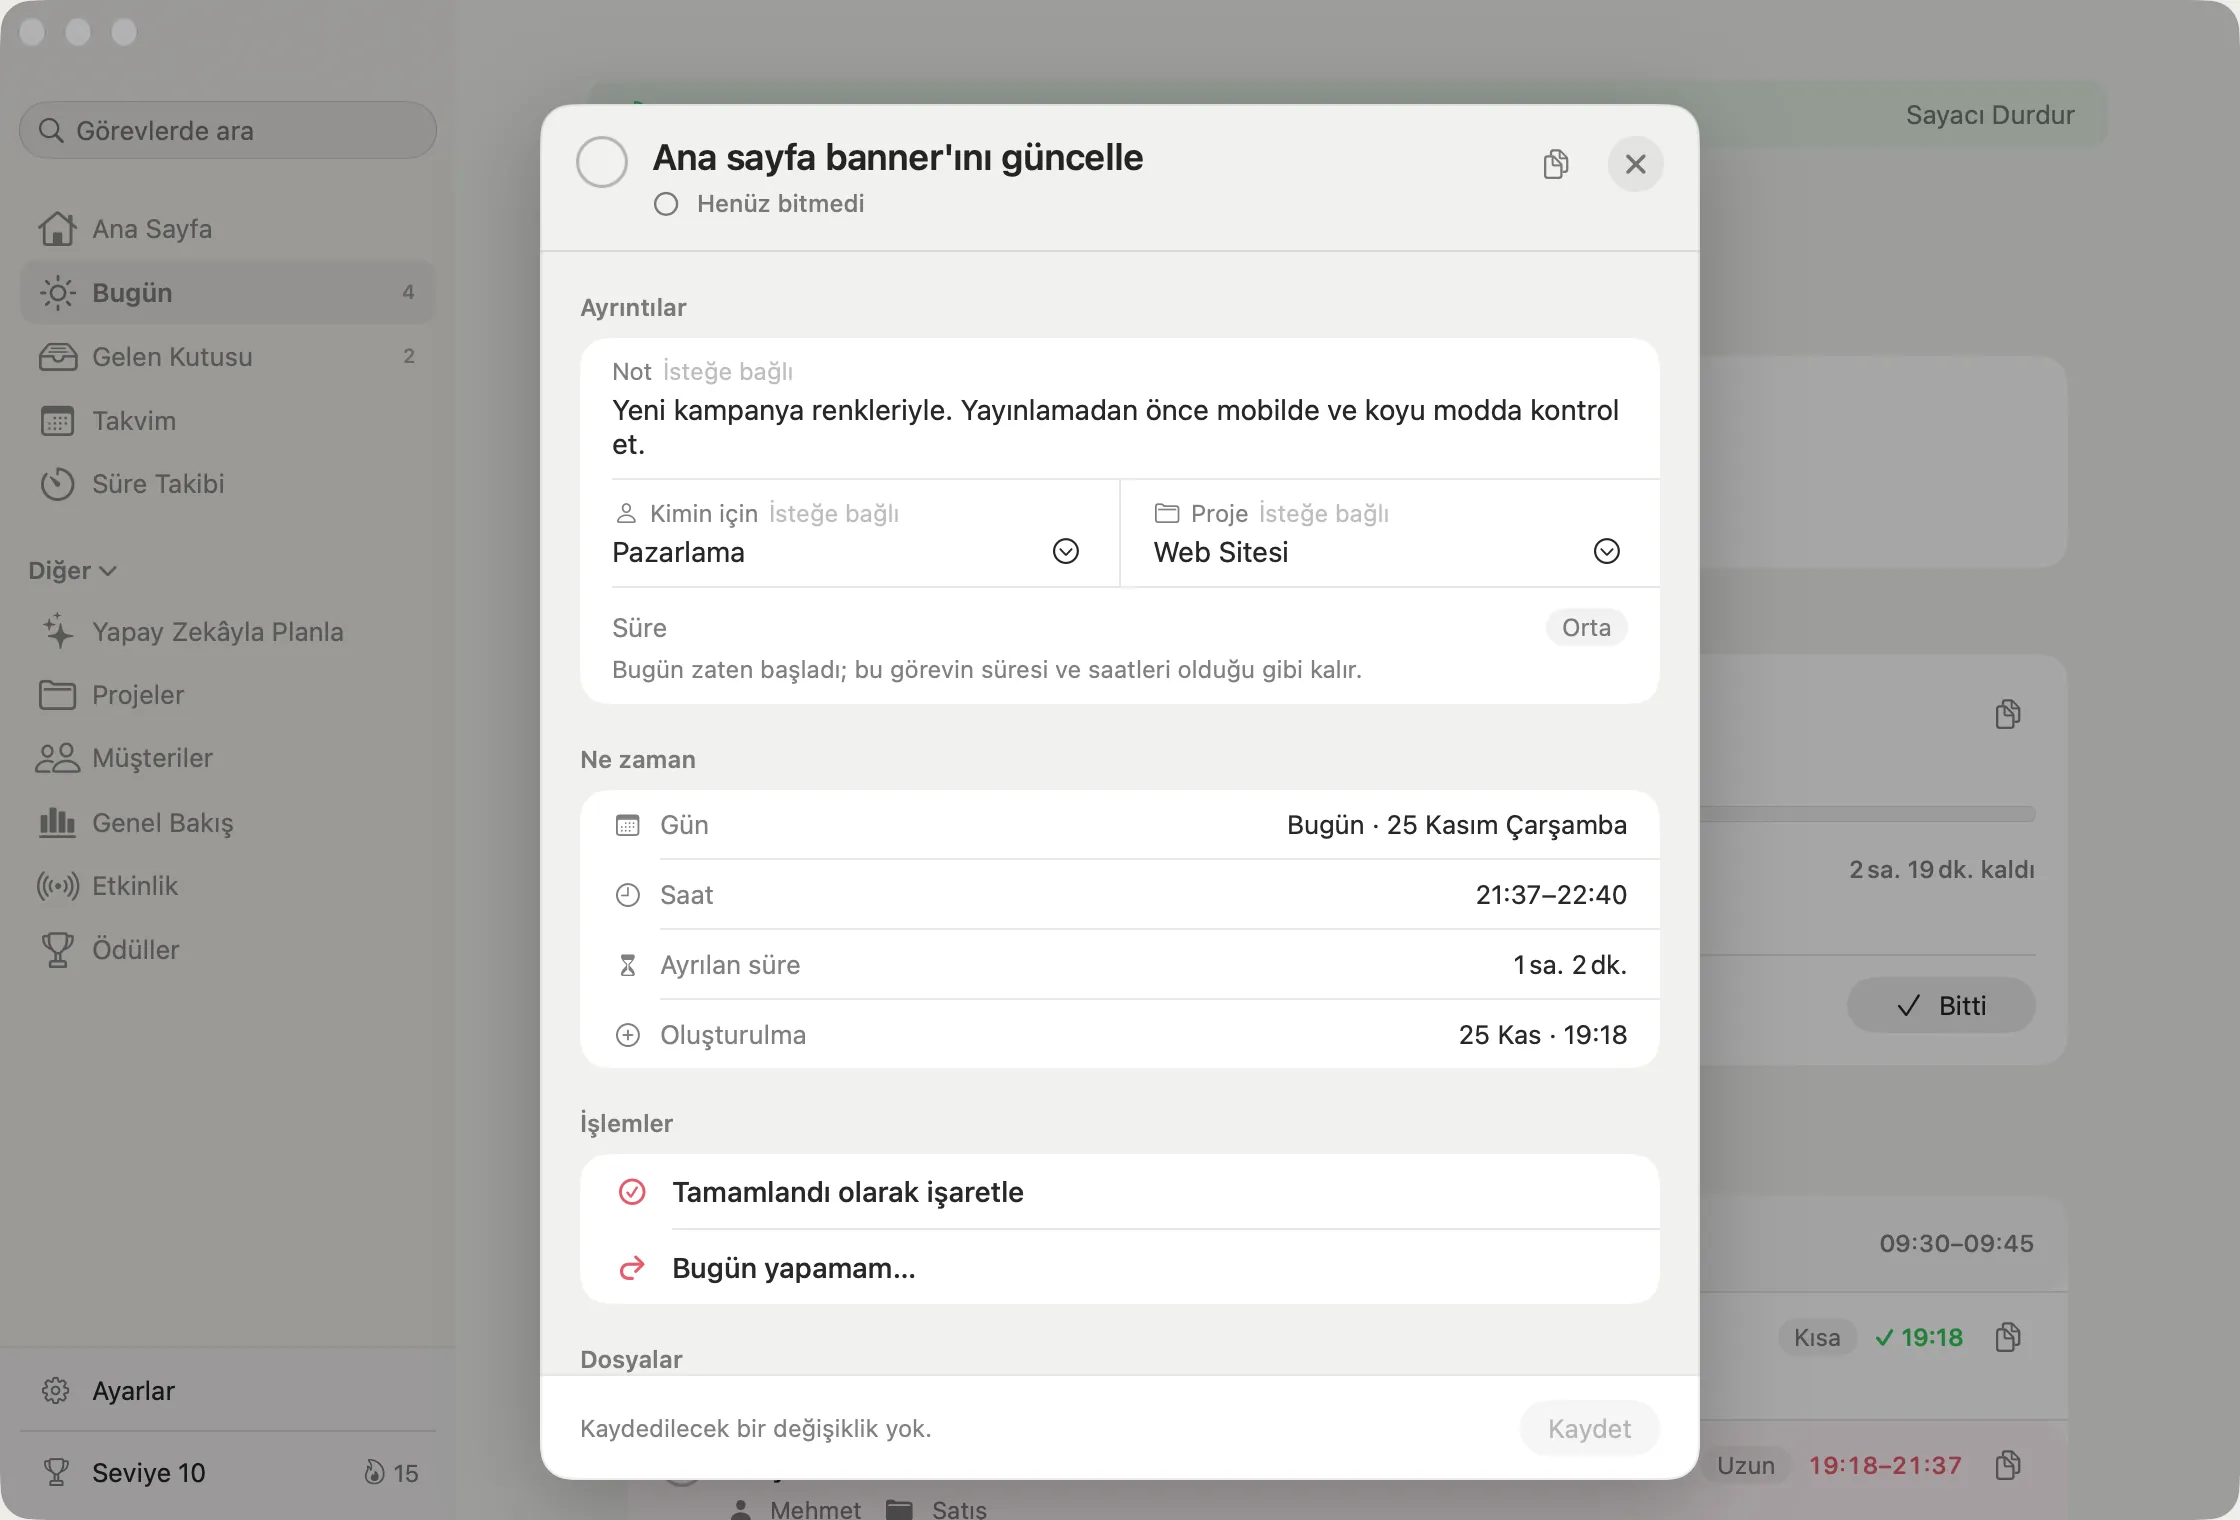 Görevlerde ara
Ana Sayfa
Bugün 4
Gelen Kutusu 2
Takvim
Süre Takibi
Diğer
Yapay Zekâyla Planla
Projeler
Müşteriler
Genel Bakış
Etkinlik
Ödüller
Ayarlar
Seviye 10 15
Sayacı Durdur
Ana sayfa banner'ını güncelle
Henüz bitmedi
Ayrıntılar
Not İsteğe bağlı
Yeni kampanya renkleriyle. Yayınlamadan önce mobilde ve koyu modda kontrol
et.
Kimin için İsteğe bağlı
Pazarlama
Proje İsteğe bağlı
Web Sitesi
Süre Orta
Bugün zaten başladı; bu görevin süresi ve saatleri olduğu gibi kalır.
Ne zaman
Gün Bugün · 25 Kasım Çarşamba
Saat 21:37–22:40
Ayrılan süre 1 sa. 2 dk.
Oluşturulma 25 Kas · 19:18
İşlemler
Tamamlandı olarak işaretle
Bugün yapamam...
Dosyalar
Kaydedilecek bir değişiklik yok. Kaydet
2 sa. 19 dk. kaldı
Bitti
09:30–09:45
Kısa 19:18
Uzun 19:18–21:37
Mehmet Satış